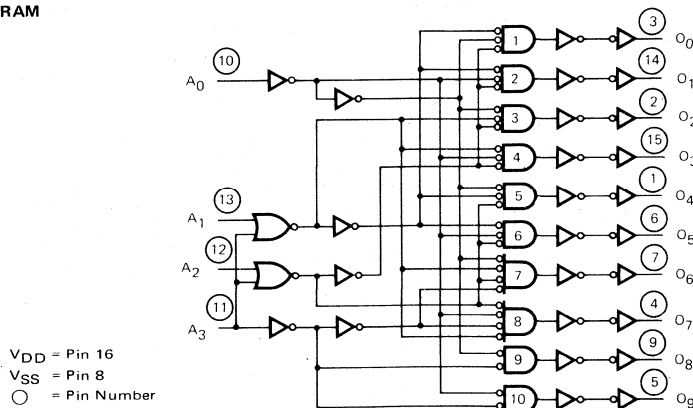 RAM
A0 10
A1 13
A2 12
A3 11
1 3 O0
2 14 O1
3 2 O2
4 15 O3
5 1 O4
6 6 O5
7 7 O6
8 4 O7
9 9 O8
10 5 O9
VDD = Pin 16
VSS = Pin 8
= Pin Number